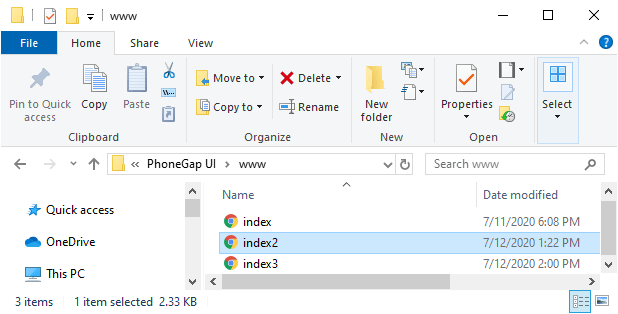 www
File Home Share View
Pin to Quick access Copy Paste Move to Copy to Delete Rename New folder Properties Select
Clipboard Organize New Open
« PhoneGap UI > www Search www
Name Date modified
Quick access index 7/11/2020 6:08 PM
OneDrive index2 7/12/2020 1:22 PM
This PC index3 7/12/2020 2:00 PM
3 items 1 item selected 2.33 KB